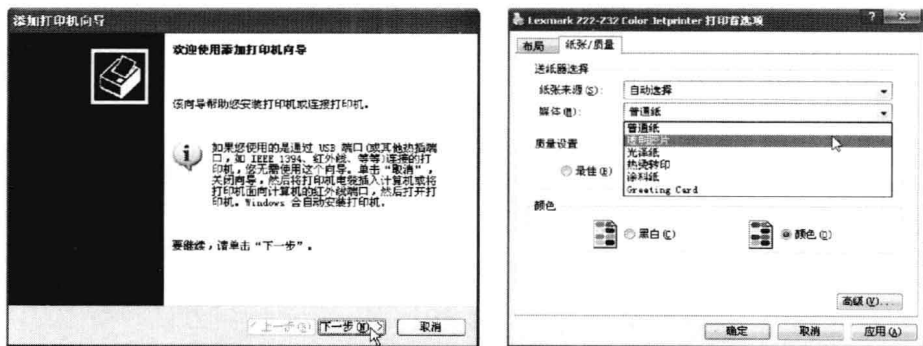 添加打印机向导
欢迎使用添加打印机向导
该向导帮助您安装打印机或连接打印机。
如果您使用的是通过 USB 端口(或其他热插端
口,如 IEEE 1394、红外线、等等)连接的打
印机,您无需使用这个向导。单击“取消”,
关闭向导,然后将打印机电缆插入计算机或将
打印机面向计算机的红外线端口,然后打开打
印机。Windows 会自动安装打印机。
要继续,请单击“下一步”。
< 上一步(B)
下一步(N) >
取消
Lexmark Z22-Z32 Color Jetprinter 打印首选项
布局
纸张/质量
送纸器选择
纸张来源(S):
自动选择
媒体(M):
普通纸
普通纸
透明胶片
光泽纸
热烫转印
涂料纸
Greeting Card
质量设置
最佳(E)
颜色
黑白(C)
颜色(Q)
高级(V)...
确定
取消
应用(A)